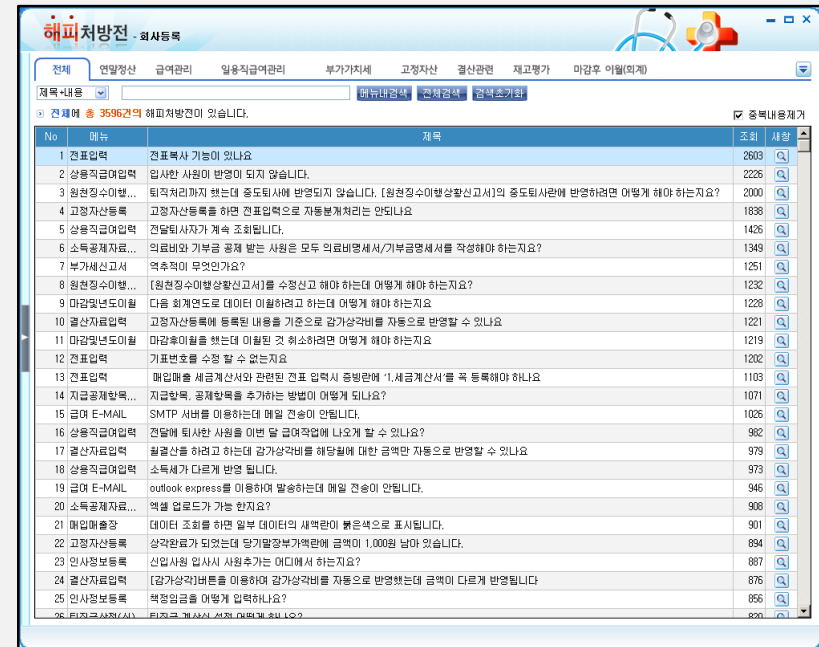 해피처방전 - 회사등록
전체 연말정산 급여관리 일용직급여관리 부가가치세 고정자산 결산관련 재고평가 마감후 이월(회계)
제목+내용 메뉴내검색 전체검색 검색초기화
전체에 총 3596건의 해피처방전이 있습니다. 중복내용제거
No 메뉴 제목 조회 새창
1 전표입력 전표복사 기능이 있나요 2603
2 상용직급여입력 입사한 사원이 반영이 되지 않습니다. 2226
3 원천징수이행... 퇴직처리까지 했는데 중도퇴사에 반영되지 않습니다. [원천징수이행상황신고서]의 중도퇴사란에 반영하려면 어떻게 해야 하는지요? 2000
4 고정자산등록 고정자산등록을 하면 전표입력으로 자동분개처리는 안되나요 1838
5 상용직급여입력 전달퇴사자가 계속 조회됩니다. 1426
6 소득공제자료... 의료비와 기부금 공제 받는 사원은 모두 의료비명세서/기부금명세서를 작성해야 하는지요? 1349
7 부가세신고서 역추적이 무엇인가요? 1251
8 원천징수이행... [원천징수이행상황신고서]를 수정신고 해야 하는데 어떻게 해야 하는지요? 1232
9 마감및년도이월 다음 회계연도로 데이터 이월하려고 하는데 어떻게 해야 하는지요 1228
10 결산자료입력 고정자산등록에 등록된 내용을 기준으로 감가상각비를 자동으로 반영할 수 있나요 1221
11 마감및년도이월 마감후이월을 했는데 이월된 것 취소하려면 어떻게 해야 하는지요 1219
12 전표입력 기표번호를 수정 할 수 없는지요 1202
13 전표입력 매입매출 세금계산서와 관련된 전표 입력시 증빙란에 '1.세금계산서'를 꼭 등록해야 하나요 1103
14 지급공제항목... 지급항목, 공제항목을 추가하는 방법이 어떻게 되나요? 1071
15 급여 E-MAIL SMTP 서버를 이용하는데 메일 전송이 안됩니다. 1026
16 상용직급여입력 전달에 퇴사한 사원을 이번 달 급여작업에 나오게 할 수 있나요? 982
17 결산자료입력 월결산을 하려고 하는데 감가상각비를 해당월에 대한 금액만 자동으로 반영할 수 있나요 979
18 상용직급여입력 소득세가 다르게 반영 됩니다. 973
19 급여 E-MAIL outlook express를 이용하여 발송하는데 메일 전송이 안됩니다. 946
20 소득공제자료... 엑셀 업로드가 가능 한지요? 908
21 매입매출장 데이터 조회를 하면 일부 데이터의 새액란이 붉은색으로 표시됩니다. 901
22 고정자산등록 상각완료가 되었는데 당기말장부가액란에 금액이 1,000원 남아 있습니다. 894
23 인사정보등록 신입사원 입사시 사원추가는 어디에서 하는지요? 887
24 결산자료입력 [감가상각]버튼을 이용하여 감가상각비를 자동으로 반영했는데 금액이 다르게 반영됩니다 876
25 인사정보등록 책정임금을 어떻게 입력하나요? 856
26 퇴직금산정(신) 퇴직금 계산식 설정 어떻게 하나요? 820